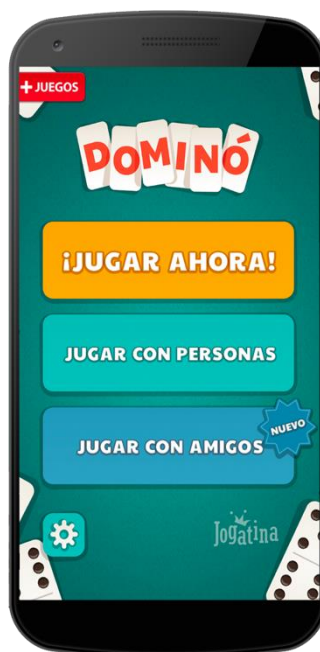 + JUEGOS
DOMINÓ
¡JUGAR AHORA!
JUGAR CON PERSONAS
NUEVO
JUGAR CON AMIGOS
Jogatina